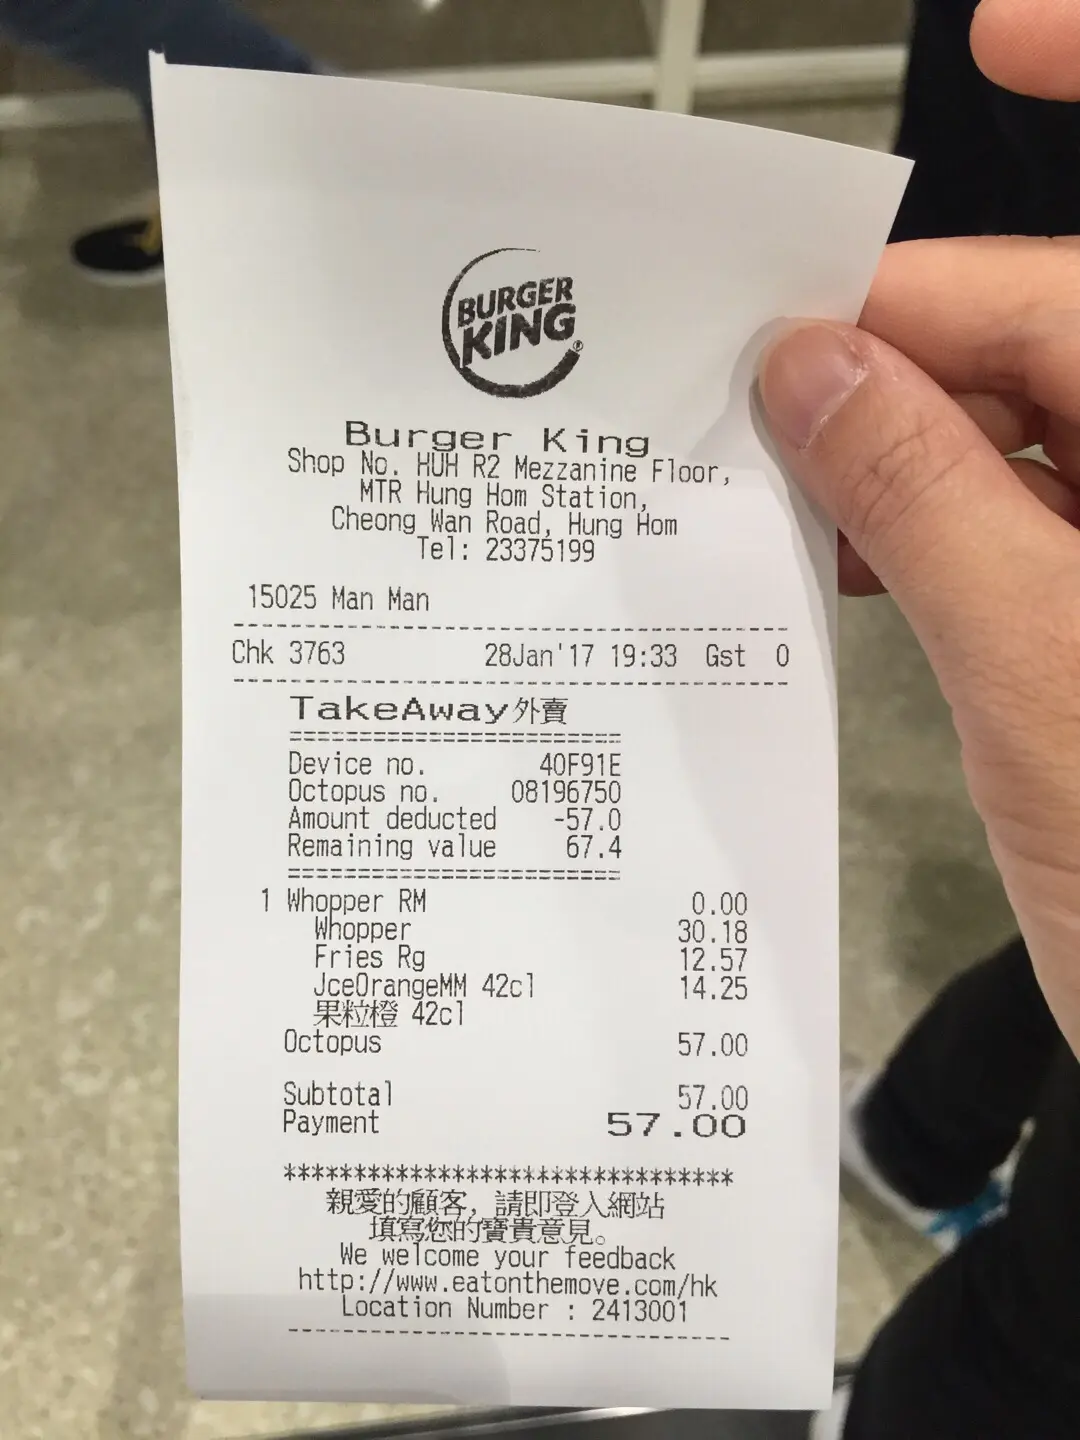 BURGER
KING®
Burger King
Shop No. HUH R2 Mezzanine Floor,
MTR Hung Hom Station,
Cheong Wan Road, Hung Hom
Tel: 23375199
15025 Man Man
--------------------------------
Chk 3763 28Jan'17 19:33 Gst 0
--------------------------------
TakeAway外賣
========================
Device no. 40F91E
Octopus no. 08196750
Amount deducted -57.0
Remaining value 67.4
========================
1 Whopper RM 0.00
Whopper 30.18
Fries Rg 12.57
JceOrangeMM 42cl 14.25
果粒橙 42cl
Octopus 57.00
Subtotal 57.00
Payment 57.00
********************************
親愛的顧客, 請即登入網站
填寫您的寶貴意見。
We welcome your feedback
http://www.eatonthemove.com/hk
Location Number : 2413001
--------------------------------